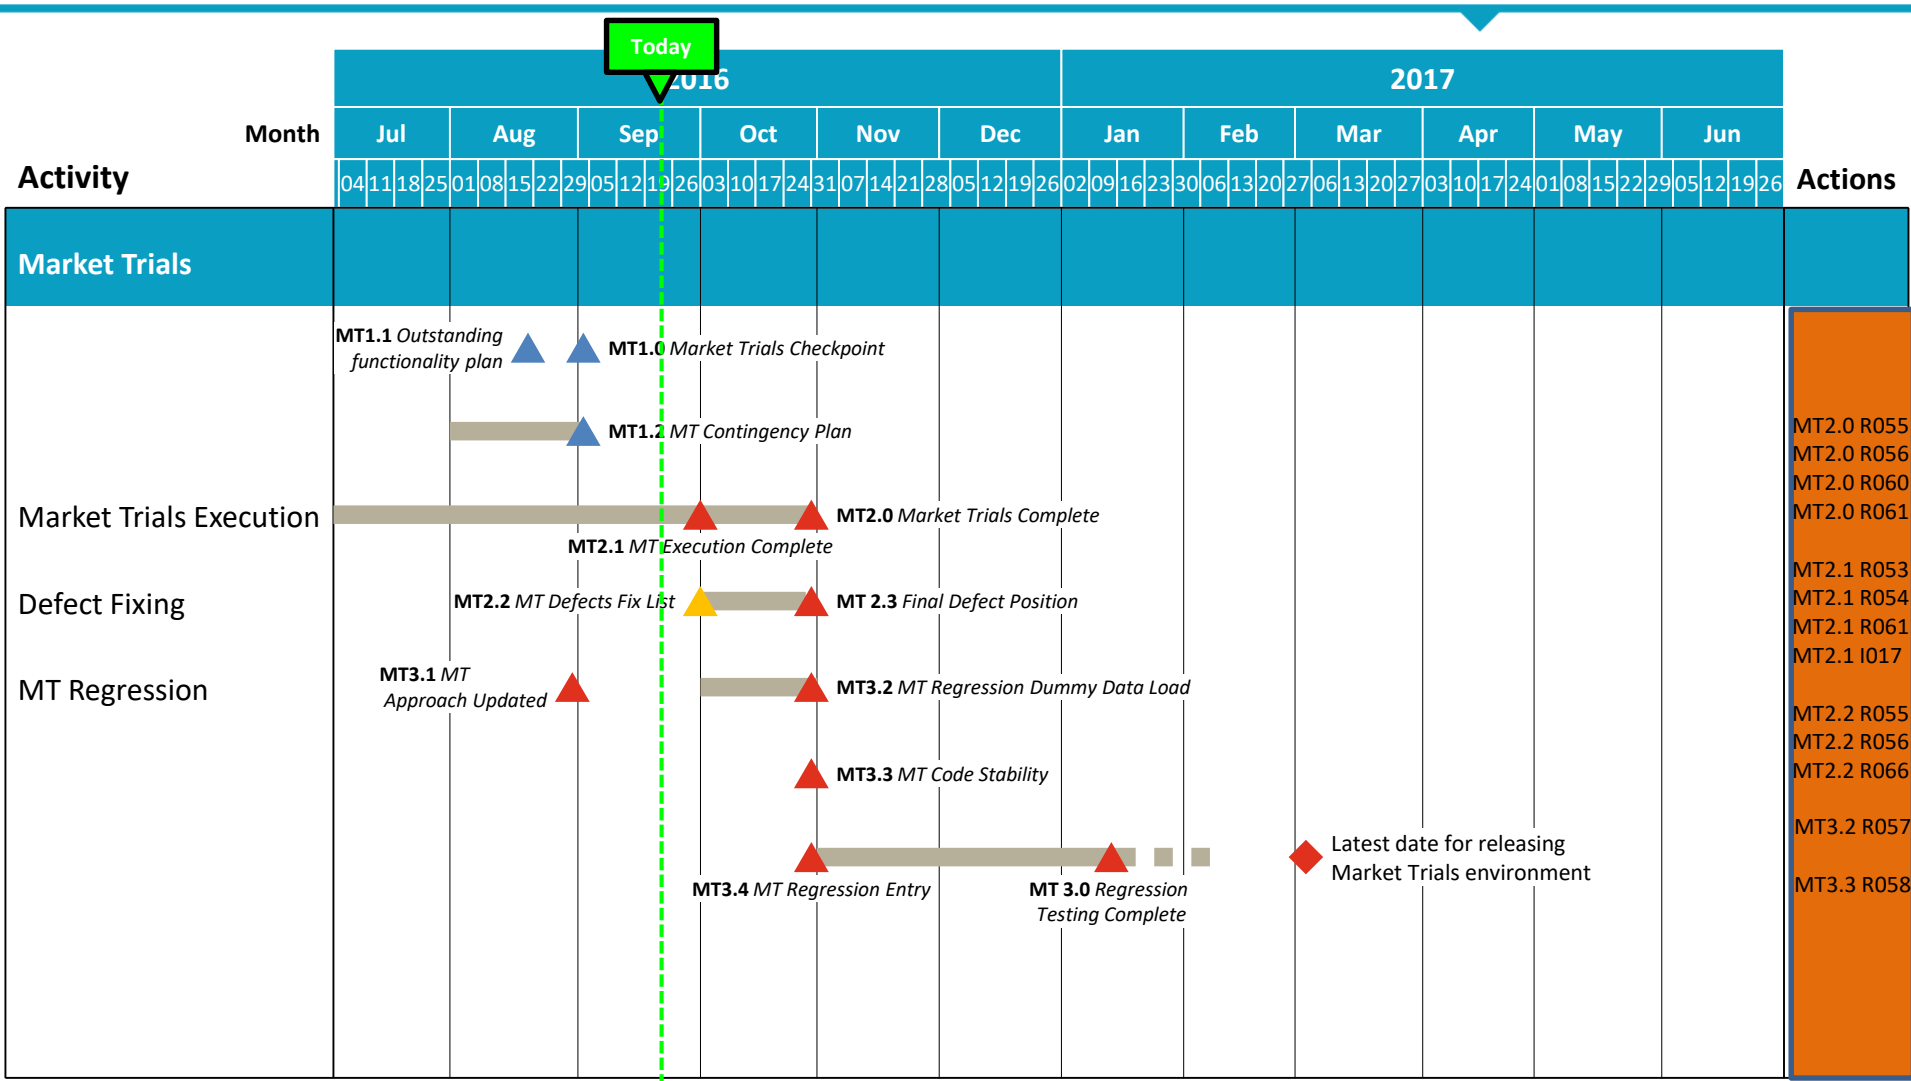 Today
2016
2017
Month
Jul Aug Sep Oct Nov Dec Jan Feb Mar Apr May Jun
Activity
04 11 18 25 01 08 15 22 29 05 12 19 26 03 10 17 24 31 07 14 21 28 05 12 19 26 02 09 16 23 30 06 13 20 27 06 13 20 27 03 10 17 24 01 08 15 22 29 05 12 19 26
Actions
Market Trials
MT1.1 Outstanding
functionality plan
MT1.0 Market Trials Checkpoint
MT1.2 MT Contingency Plan
Market Trials Execution
MT2.0 Market Trials Complete
MT2.1 MT Execution Complete
Defect Fixing
MT2.2 MT Defects Fix List
MT 2.3 Final Defect Position
MT Regression
MT3.1 MT
Approach Updated
MT3.2 MT Regression Dummy Data Load
MT3.3 MT Code Stability
MT3.4 MT Regression Entry
MT 3.0 Regression
Testing Complete
Latest date for releasing
Market Trials environment
MT2.0 R055
MT2.0 R056
MT2.0 R060
MT2.0 R061
MT2.1 R053
MT2.1 R054
MT2.1 R061
MT2.1 I017
MT2.2 R055
MT2.2 R056
MT2.2 R066
MT3.2 R057
MT3.3 R058